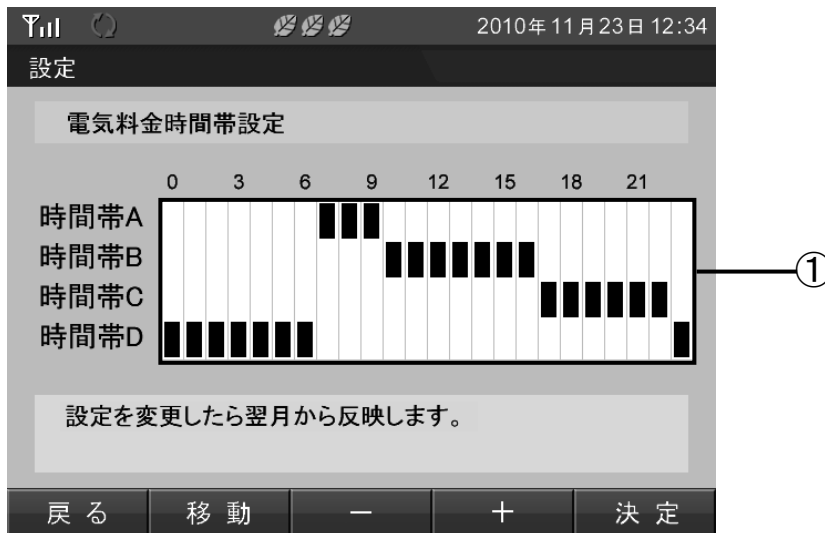 2010年11月23日 12:34
設定
電気料金時間帯設定
0 3 6 9 12 15 18 21
時間帯A
時間帯B
①
時間帯C
時間帯D
設定を変更したら翌月から反映します。
戻る 移動 － ＋ 決定